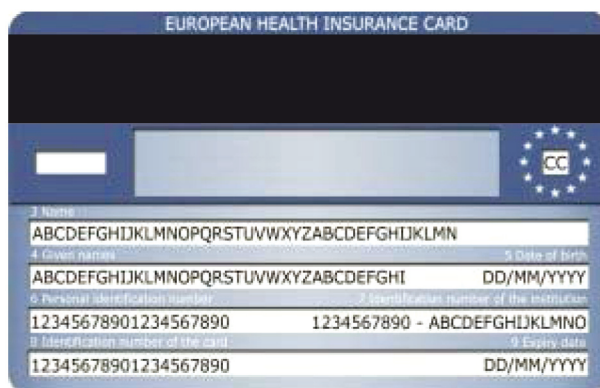 EUROPEAN HEALTH INSURANCE CARD
CC
3 Name
ABCDEFGHIJKLMNOPQRSTUVWXYZABCDEFGHIJKLMN
4 Given names 5 Date of birth
ABCDEFGHIJKLMNOPQRSTUVWXYZABCDEFGHI DD/MM/YYYY
6 Personal identification number 7 Identification number of the institution
12345678901234567890 1234567890 - ABCDEFGHIJKLMNO
8 Identification number of the card 9 Expiry date
12345678901234567890 DD/MM/YYYY